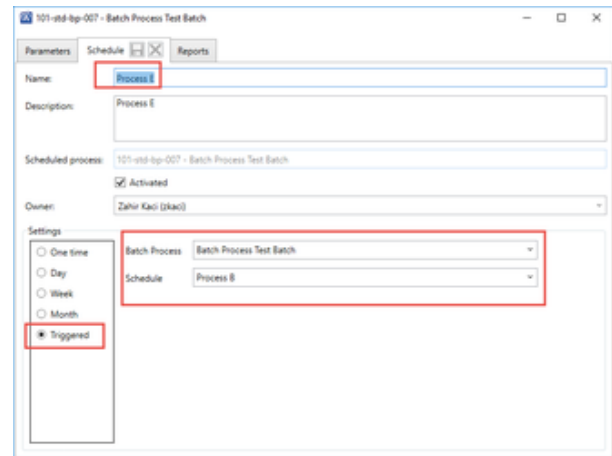 101-std-bp-007 - Batch Process Test Batch
Parameters Schedule Reports
Name: Process E
Description: Process E
Scheduled process: 101-std-bp-007 - Batch Process Test Batch
Activated
Owner: Zahir Kaci (zkaci)
Settings
One time Batch Process Batch Process Test Batch
Day
Schedule Process B
Week
Month
Triggered